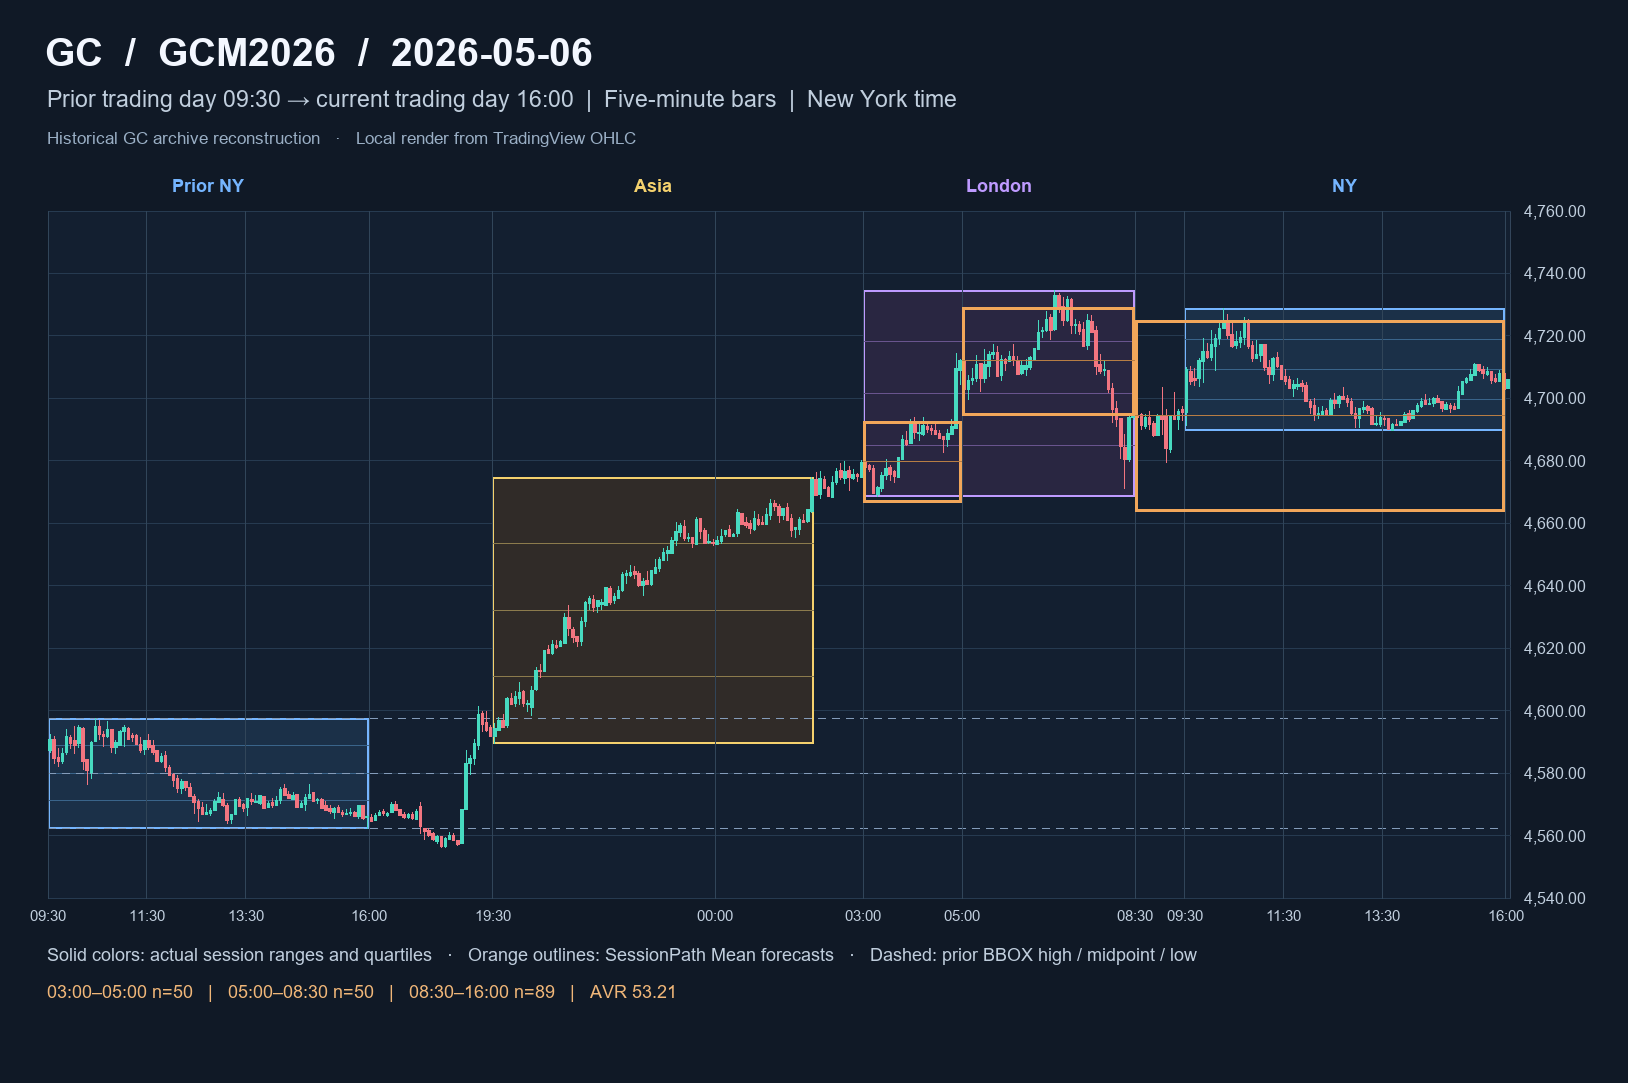 GC / GCM2026 / 2026-05-06
Prior trading day 09:30 → current trading day 16:00 | Five-minute bars | New York time
Historical GC archive reconstruction · Local render from TradingView OHLC
Prior NY Asia London NY
4,760.00
4,740.00
4,720.00
4,700.00
4,680.00
4,660.00
4,640.00
4,620.00
4,600.00
4,580.00
4,560.00
4,540.00
09:30 11:30 13:30 16:00 19:30 00:00 03:00 05:00 08:30 09:30 11:30 13:30 16:00
Solid colors: actual session ranges and quartiles · Orange outlines: SessionPath Mean forecasts · Dashed: prior BBOX high / midpoint / low
03:00–05:00 n=50 | 05:00–08:30 n=50 | 08:30–16:00 n=89 | AVR 53.21